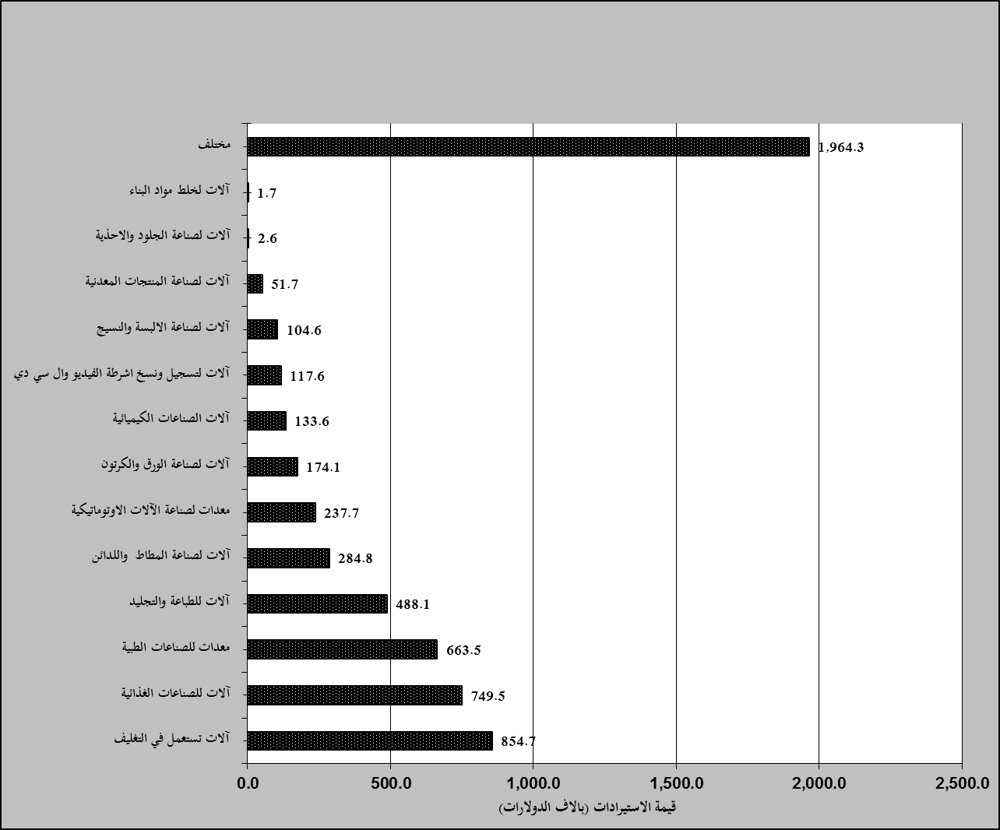 مختلف
1,964.3
آلات لخلط مواد البناء
1.7
آلات لصناعة الجلود والاحذية
2.6
آلات لصناعة المنتجات المعدنية
51.7
آلات لصناعة الالبسة والنسيج
104.6
آلات لتسجيل ونسخ اشرطة الفيديو وال سي دي
117.6
آلات الصناعات الكيميائية
133.6
آلات لصناعة الورق والكرتون
174.1
معدات لصناعة الآلات الاوتوماتيكية
237.7
آلات لصناعة المطاط واللدائن
284.8
آلات للطباعة والتجليد
488.1
معدات للصناعات الطبية
663.5
آلات للصناعات الغذائية
749.5
آلات تستعمل في التغليف
854.7
0.0 500.0 1,000.0 1,500.0 2,000.0 2,500.0
قيمة الاستيرادات (بالاف الدولارات)